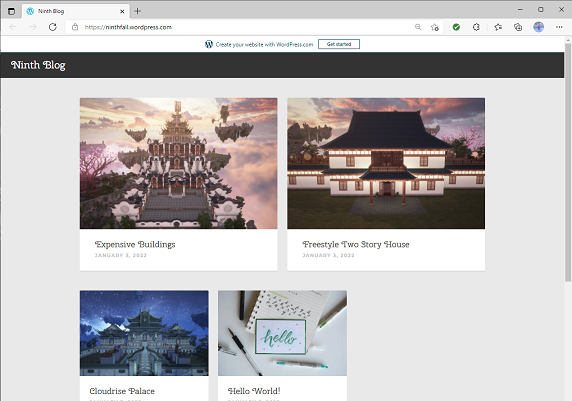 Ninth Blog
https://ninthfall.wordpress.com
Create your website with WordPress.com
Get started
Ninth Blog
Expensive Buildings
JANUARY 3, 2022
Freestyle Two Story House
JANUARY 3, 2022
hello
Cloudrise Palace
Hello World!